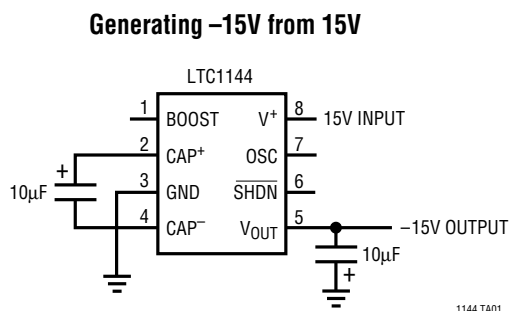 Generating –15V from 15V
LTC1144
1 BOOST V+ 8 15V INPUT
2 CAP+ OSC 7
+
10µF
3 GND SHDN 6
4 CAP– VOUT 5 –15V OUTPUT
10µF
+
1144 TA01